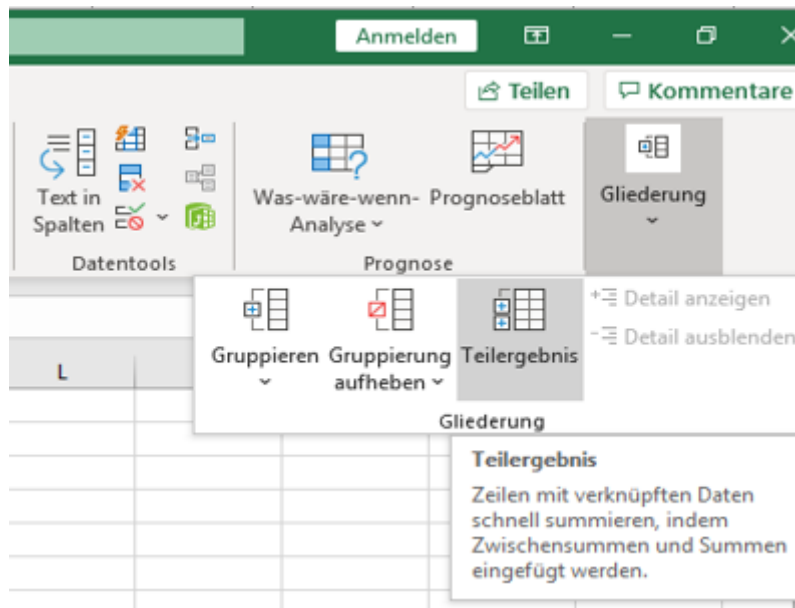 Anmelden
Teilen
Kommentare
Text in
Spalten
Was-wäre-wenn-
Analyse
Prognoseblatt
Gliederung
Datentools
Prognose
Gruppieren
Gruppierung
aufheben
Teilergebnis
Detail anzeigen
Detail ausblenden
Gliederung
L
Teilergebnis
Zeilen mit verknüpften Daten
schnell summieren, indem
Zwischensummen und Summen
eingefügt werden.